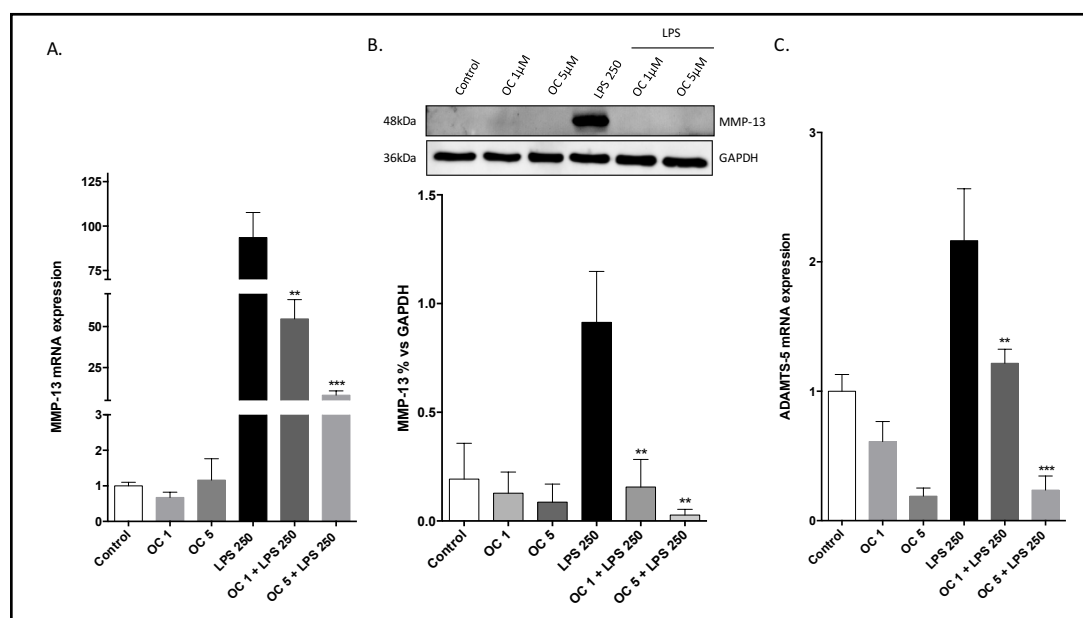 A.
MMP-13 mRNA expression
125
100
75
50
25
3
2
1
0
Control
OC 1
OC 5
LPS 250
OC 1 + LPS 250
OC 5 + LPS 250
**
***
B.
LPS
Control
OC 1µM
OC 5µM
LPS 250
OC 1µM
OC 5µM
48kDa
MMP-13
36kDa
GAPDH
MMP-13 % vs GAPDH
1.5
1.0
0.5
0.0
Control
OC 1
OC 5
LPS 250
OC 1 + LPS 250
OC 5 + LPS 250
**
**
C.
ADAMTS-5 mRNA expression
3
2
1
0
Control
OC 1
OC 5
LPS 250
OC 1 + LPS 250
OC 5 + LPS 250
**
***